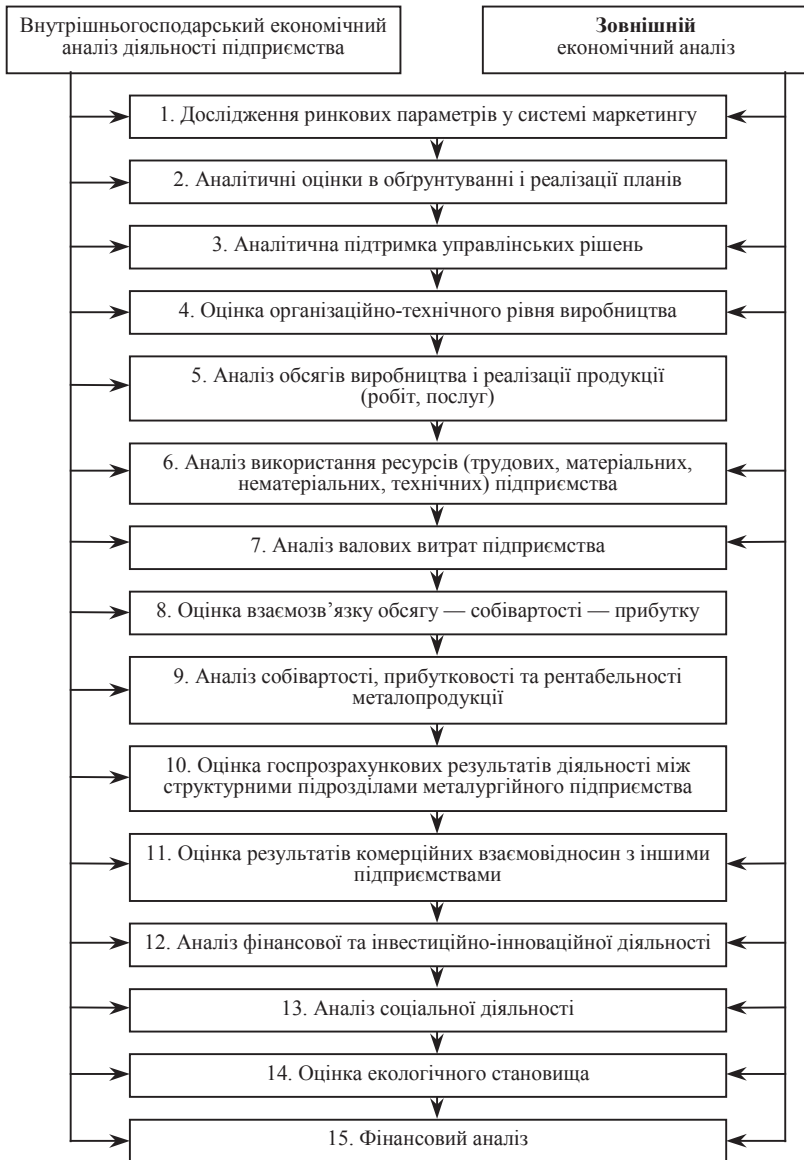 Внутрішньогосподарський економічний
аналіз діяльності підприємства
Зовнішній
економічний аналіз
1. Дослідження ринкових параметрів у системі маркетингу
2. Аналітичні оцінки в обґрунтуванні і реалізації планів
3. Аналітична підтримка управлінських рішень
4. Оцінка організаційно-технічного рівня виробництва
5. Аналіз обсягів виробництва і реалізації продукції
(робіт, послуг)
6. Аналіз використання ресурсів (трудових, матеріальних,
нематеріальних, технічних) підприємства
7. Аналіз валових витрат підприємства
8. Оцінка взаємозв’язку обсягу — собівартості — прибутку
9. Аналіз собівартості, прибутковості та рентабельності
металопродукції
10. Оцінка госпрозрахункових результатів діяльності між
структурними підрозділами металургійного підприємства
11. Оцінка результатів комерційних взаємовідносин з іншими
підприємствами
12. Аналіз фінансової та інвестиційно-інноваційної діяльності
13. Аналіз соціальної діяльності
14. Оцінка екологічного становища
15. Фінансовий аналіз